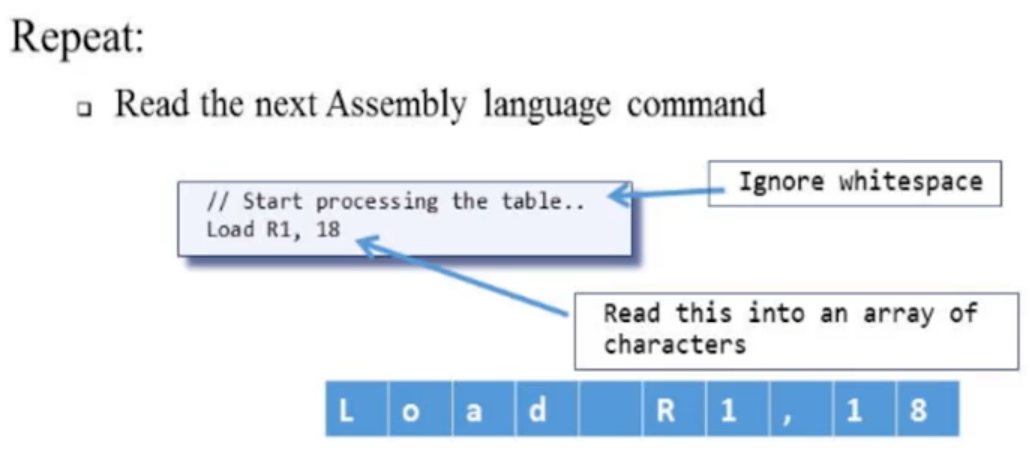 Repeat:
Read the next Assembly language command
// Start processing the table..
Ignore whitespace
Load R1, 18
Read this into an array of
characters
L o a d R 1 , 1 8